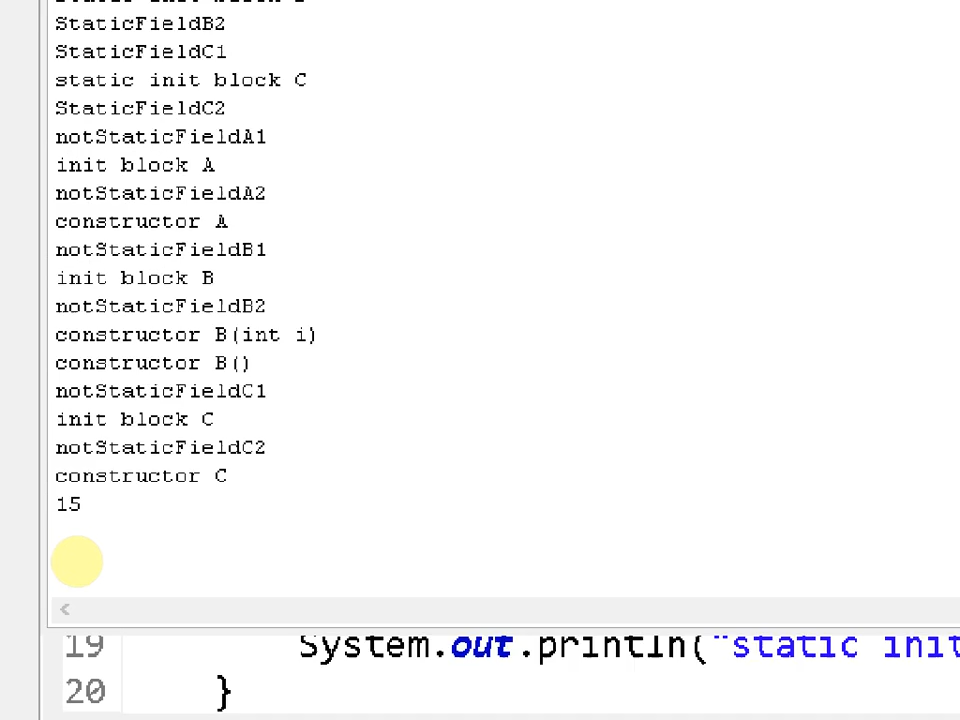 StaticFieldB2
StaticFieldC1
static init block C
StaticFieldC2
notStaticFieldA1
init block A
notStaticFieldA2
constructor A
notStaticFieldB1
init block B
notStaticFieldB2
constructor B(int i)
constructor B()
notStaticFieldC1
init block C
notStaticFieldC2
constructor C
15
<
19 System.out.println("static init
20 }